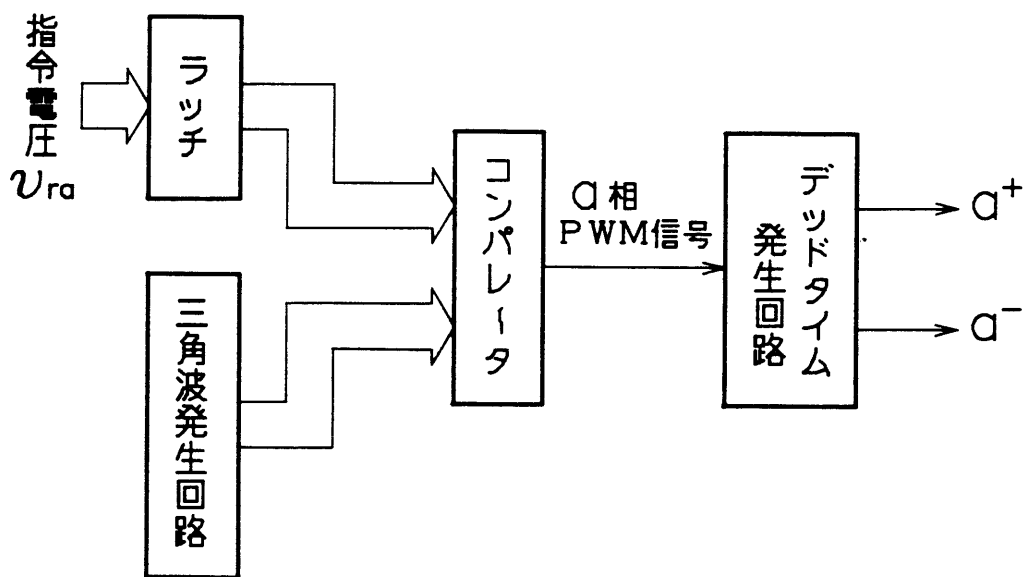 指令電圧
vra
ラッチ
三角波発生回路
コンパレータ
a相
PWM信号
デッドタイム
発生回路
a+
a-